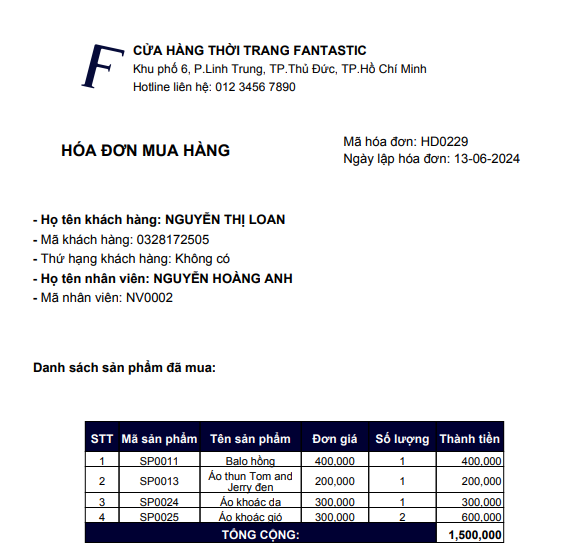 F
CỬA HÀNG THỜI TRANG FANTASTIC
Khu phố 6, P.Linh Trung, TP.Thủ Đức, TP.Hồ Chí Minh
Hotline liên hệ: 012 3456 7890
HÓA ĐƠN MUA HÀNG
Mã hóa đơn: HD0229
Ngày lập hóa đơn: 13-06-2024
- Họ tên khách hàng: NGUYỄN THỊ LOAN
- Mã khách hàng: 0328172505
- Thứ hạng khách hàng: Không có
- Họ tên nhân viên: NGUYỄN HOÀNG ANH
- Mã nhân viên: NV0002
Danh sách sản phẩm đã mua:
STT Mã sản phẩm Tên sản phẩm Đơn giá Số lượng Thành tiền
1 SP0011 Balo hồng 400,000 1 400,000
2 SP0013 Áo thun Tom and Jerry đen 200,000 1 200,000
3 SP0024 Áo khoác da 300,000 1 300,000
4 SP0025 Áo khoác gió 300,000 2 600,000
TỔNG CỘNG: 1,500,000